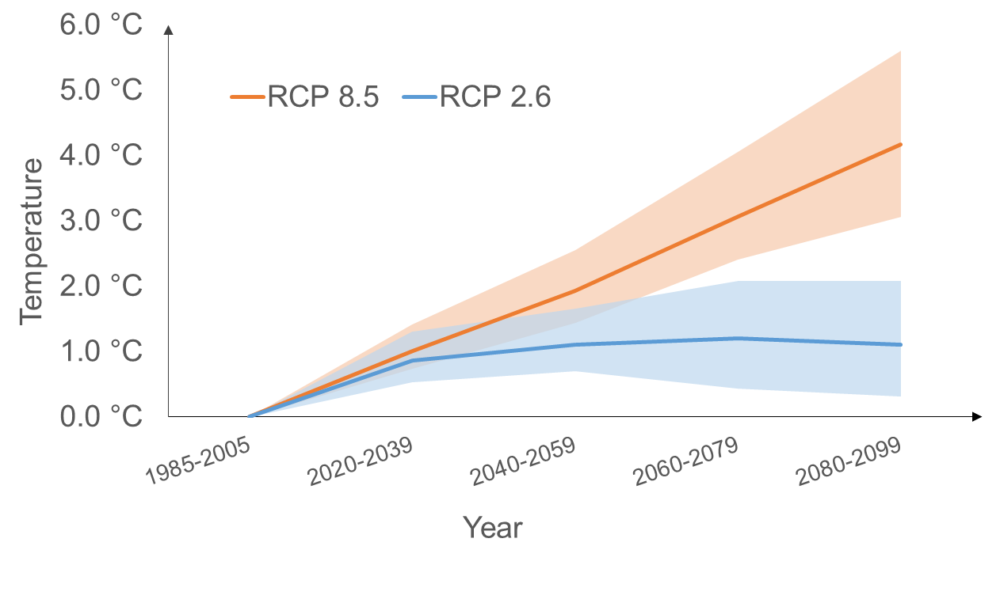 6.0 °C
5.0 °C
4.0 °C
3.0 °C
2.0 °C
1.0 °C
0.0 °C
Temperature
RCP 8.5
RCP 2.6
1985-2005
2020-2039
2040-2059
2060-2079
2080-2099
Year